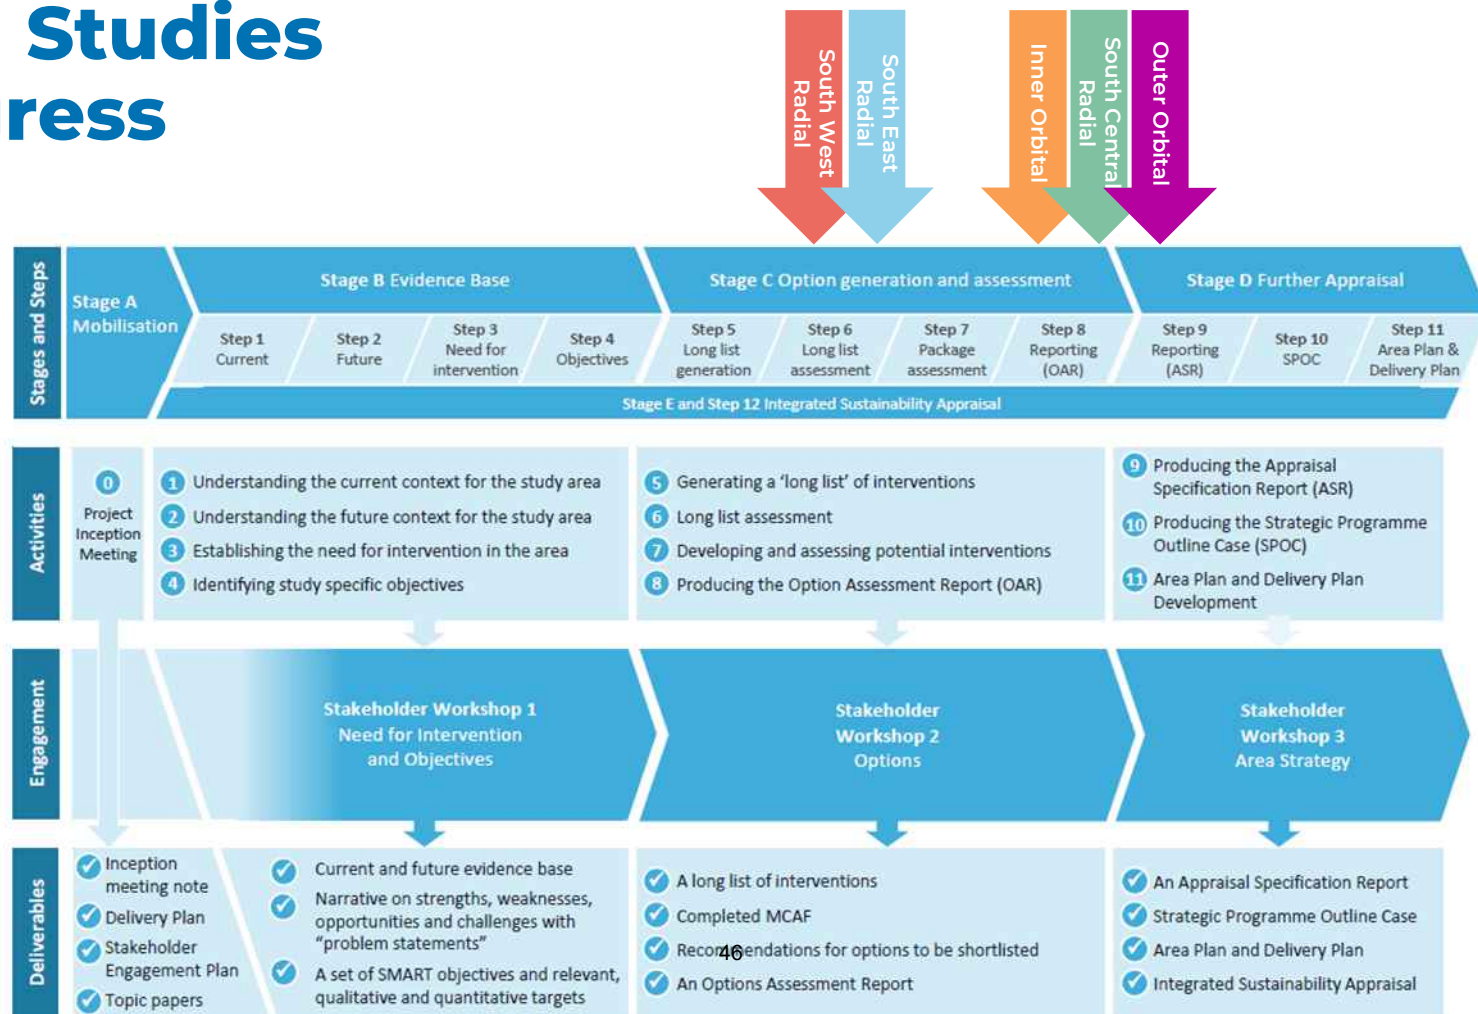 Studies
ress
South West
Radial
South East
Radial
Inner Orbital
South Central
Radial
Outer Orbital
Stages and Steps
Stage A
Mobilisation
Stage B Evidence Base
Stage C Option generation and assessment
Stage D Further Appraisal
Step 1
Current
Step 2
Future
Step 3
Need for
intervention
Step 4
Objectives
Step 5
Long list
generation
Step 6
Long list
assessment
Step 7
Package
assessment
Step 8
Reporting
(OAR)
Step 9
Reporting
(ASR)
Step 10
SPOC
Step 11
Area Plan &
Delivery Plan
Stage E and Step 12 Integrated Sustainability Appraisal
Activities
0
Project
Inception
Meeting
1 Understanding the current context for the study area
2 Understanding the future context for the study area
3 Establishing the need for intervention in the area
4 Identifying study specific objectives
5 Generating a ‘long list’ of interventions
6 Long list assessment
7 Developing and assessing potential interventions
8 Producing the Option Assessment Report (OAR)
9 Producing the Appraisal
Specification Report (ASR)
10 Producing the Strategic Programme
Outline Case (SPOC)
11 Area Plan and Delivery Plan
Development
Engagement
Stakeholder Workshop 1
Need for Intervention
and Objectives
Stakeholder
Workshop 2
Options
Stakeholder
Workshop 3
Area Strategy
Deliverables
Inception
meeting note
Delivery Plan
Stakeholder
Engagement Plan
Topic papers
Current and future evidence base
Narrative on strengths, weaknesses,
opportunities and challenges with
“problem statements”
A set of SMART objectives and relevant,
qualitative and quantitative targets
A long list of interventions
Completed MCAF
Recommendations for options to be shortlisted
46
An Options Assessment Report
An Appraisal Specification Report
Strategic Programme Outline Case
Area Plan and Delivery Plan
Integrated Sustainability Appraisal